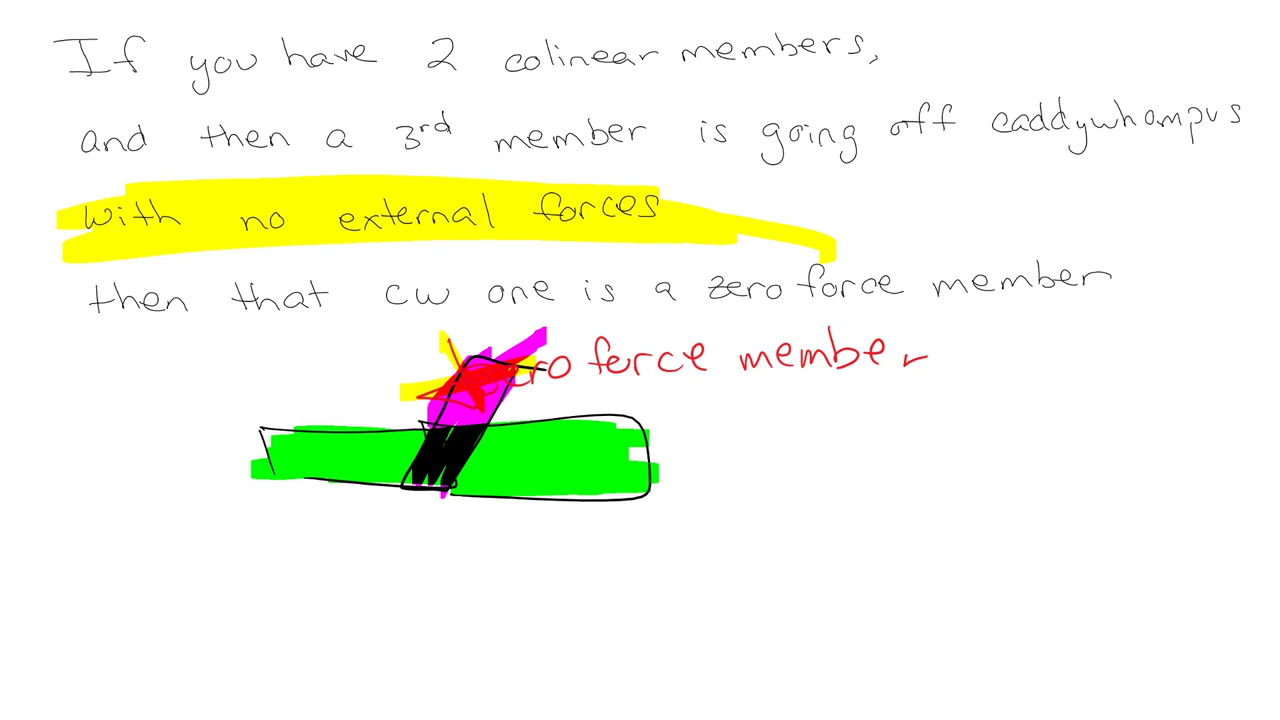 If you have 2 colinear members,
and then a 3rd member is going off caddywhompus
with no external forces
then that cw one is a zero force member
zero force member